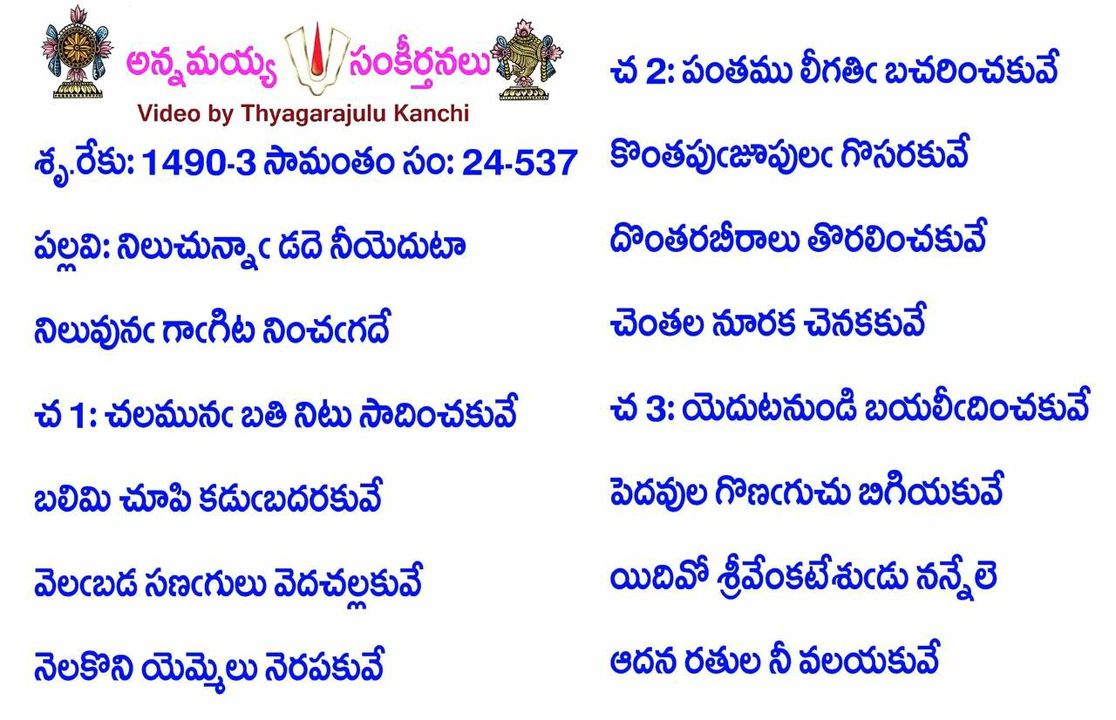 అన్నమయ్య సంకీర్తనలు
Video by Thyagarajulu Kanchi
శృ.రేకు: 1490-3 సామంతం సం: 24-537
పల్లవి: నిలుచున్నాఁ డదె నీయెదుటా
నిలువునఁ గాఁగిట నించఁగదే
చ 1: చలమునఁ బతి నిటు సాదించకువే
బలిమి చూపి కడుఁబదరకువే
వెలఁబడ సణఁగులు వెదచల్లకువే
నెలకొని యెమ్మెలు నెరపకువే
చ 2: పంతము లీగతిఁ బచరించకువే
కొంతపుఁజూపులఁ గొసరకువే
దొంతరబీరాలు తొరలించకువే
చెంతల నూరక చెనకకువే
చ 3: యెదుటనుండి బయలీఁదించకువే
పెదవుల గొణఁగుచు బిగియకువే
యిదివో శ్రీవేంకటేశుఁడు నన్నేలె
ఆదన రతుల నీ వలయకువే